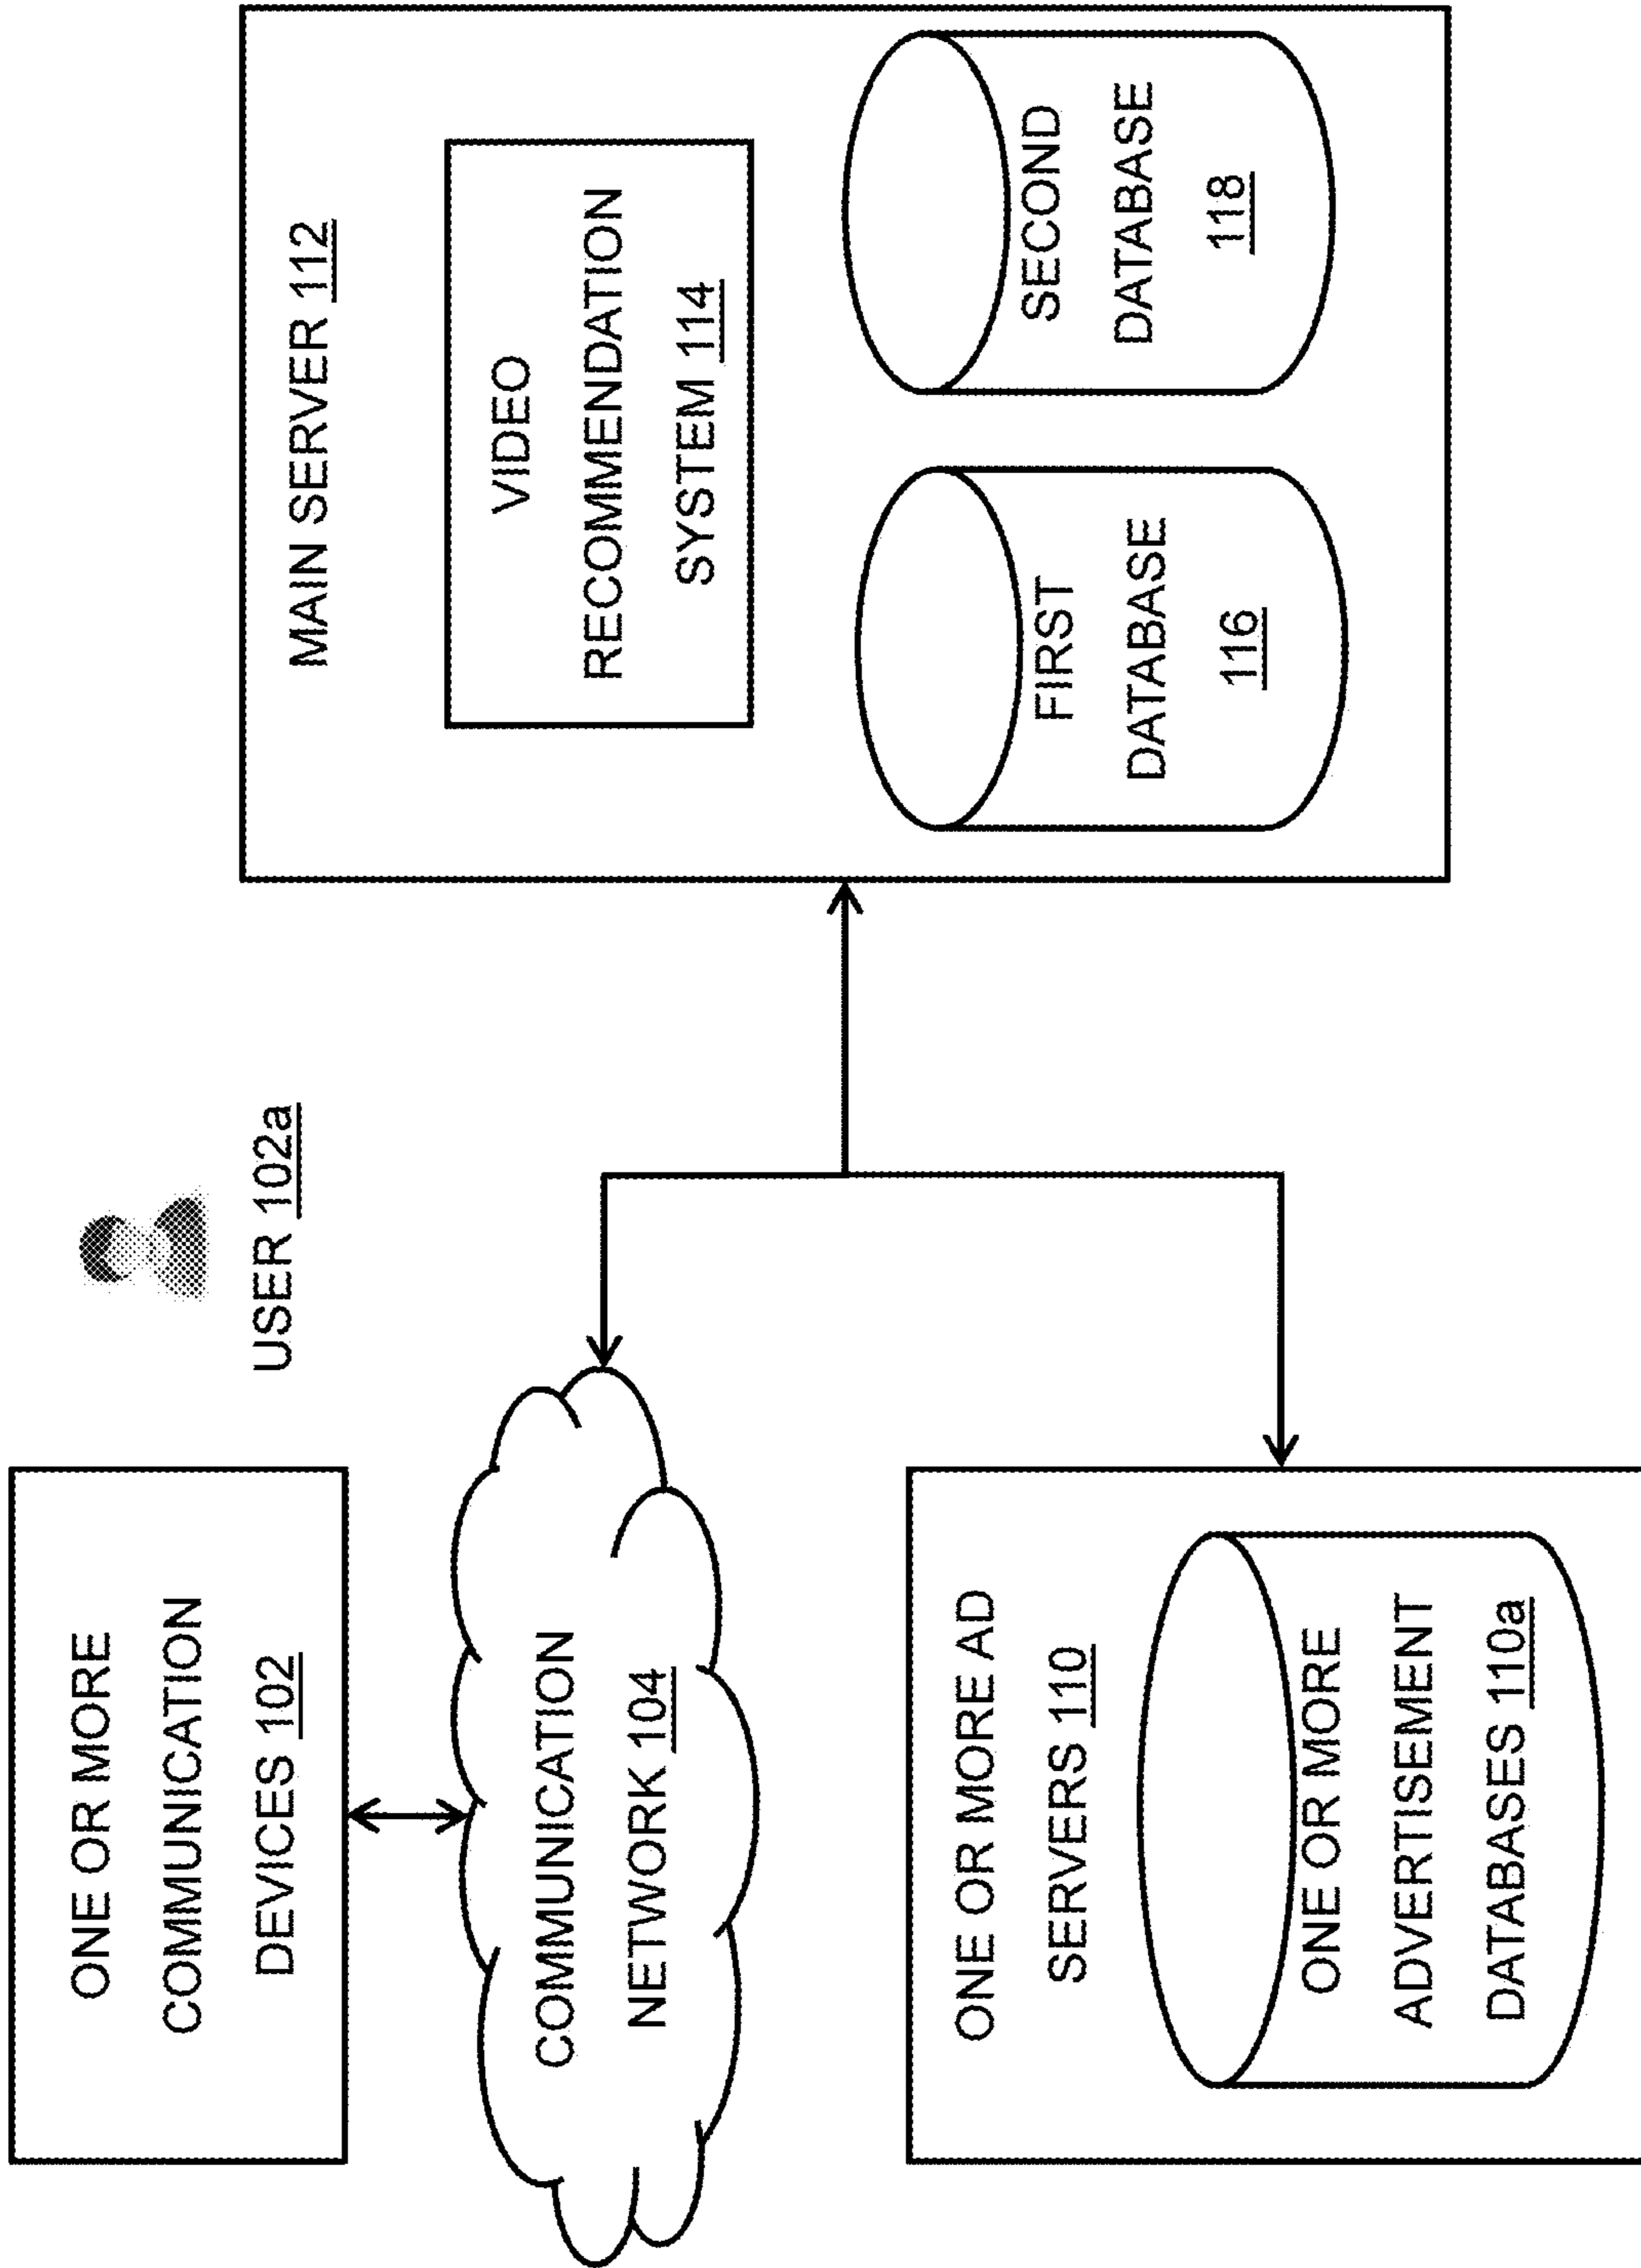 ONE OR MORE
COMMUNICATION
DEVICES 102
USER 102a
COMMUNICATION
NETWORK 104
ONE OR MORE AD
SERVERS 110
ONE OR MORE
ADVERTISEMENT
DATABASES 110a
MAIN SERVER 112
VIDEO
RECOMMENDATION
SYSTEM 114
FIRST
DATABASE
116
SECOND
DATABASE
118